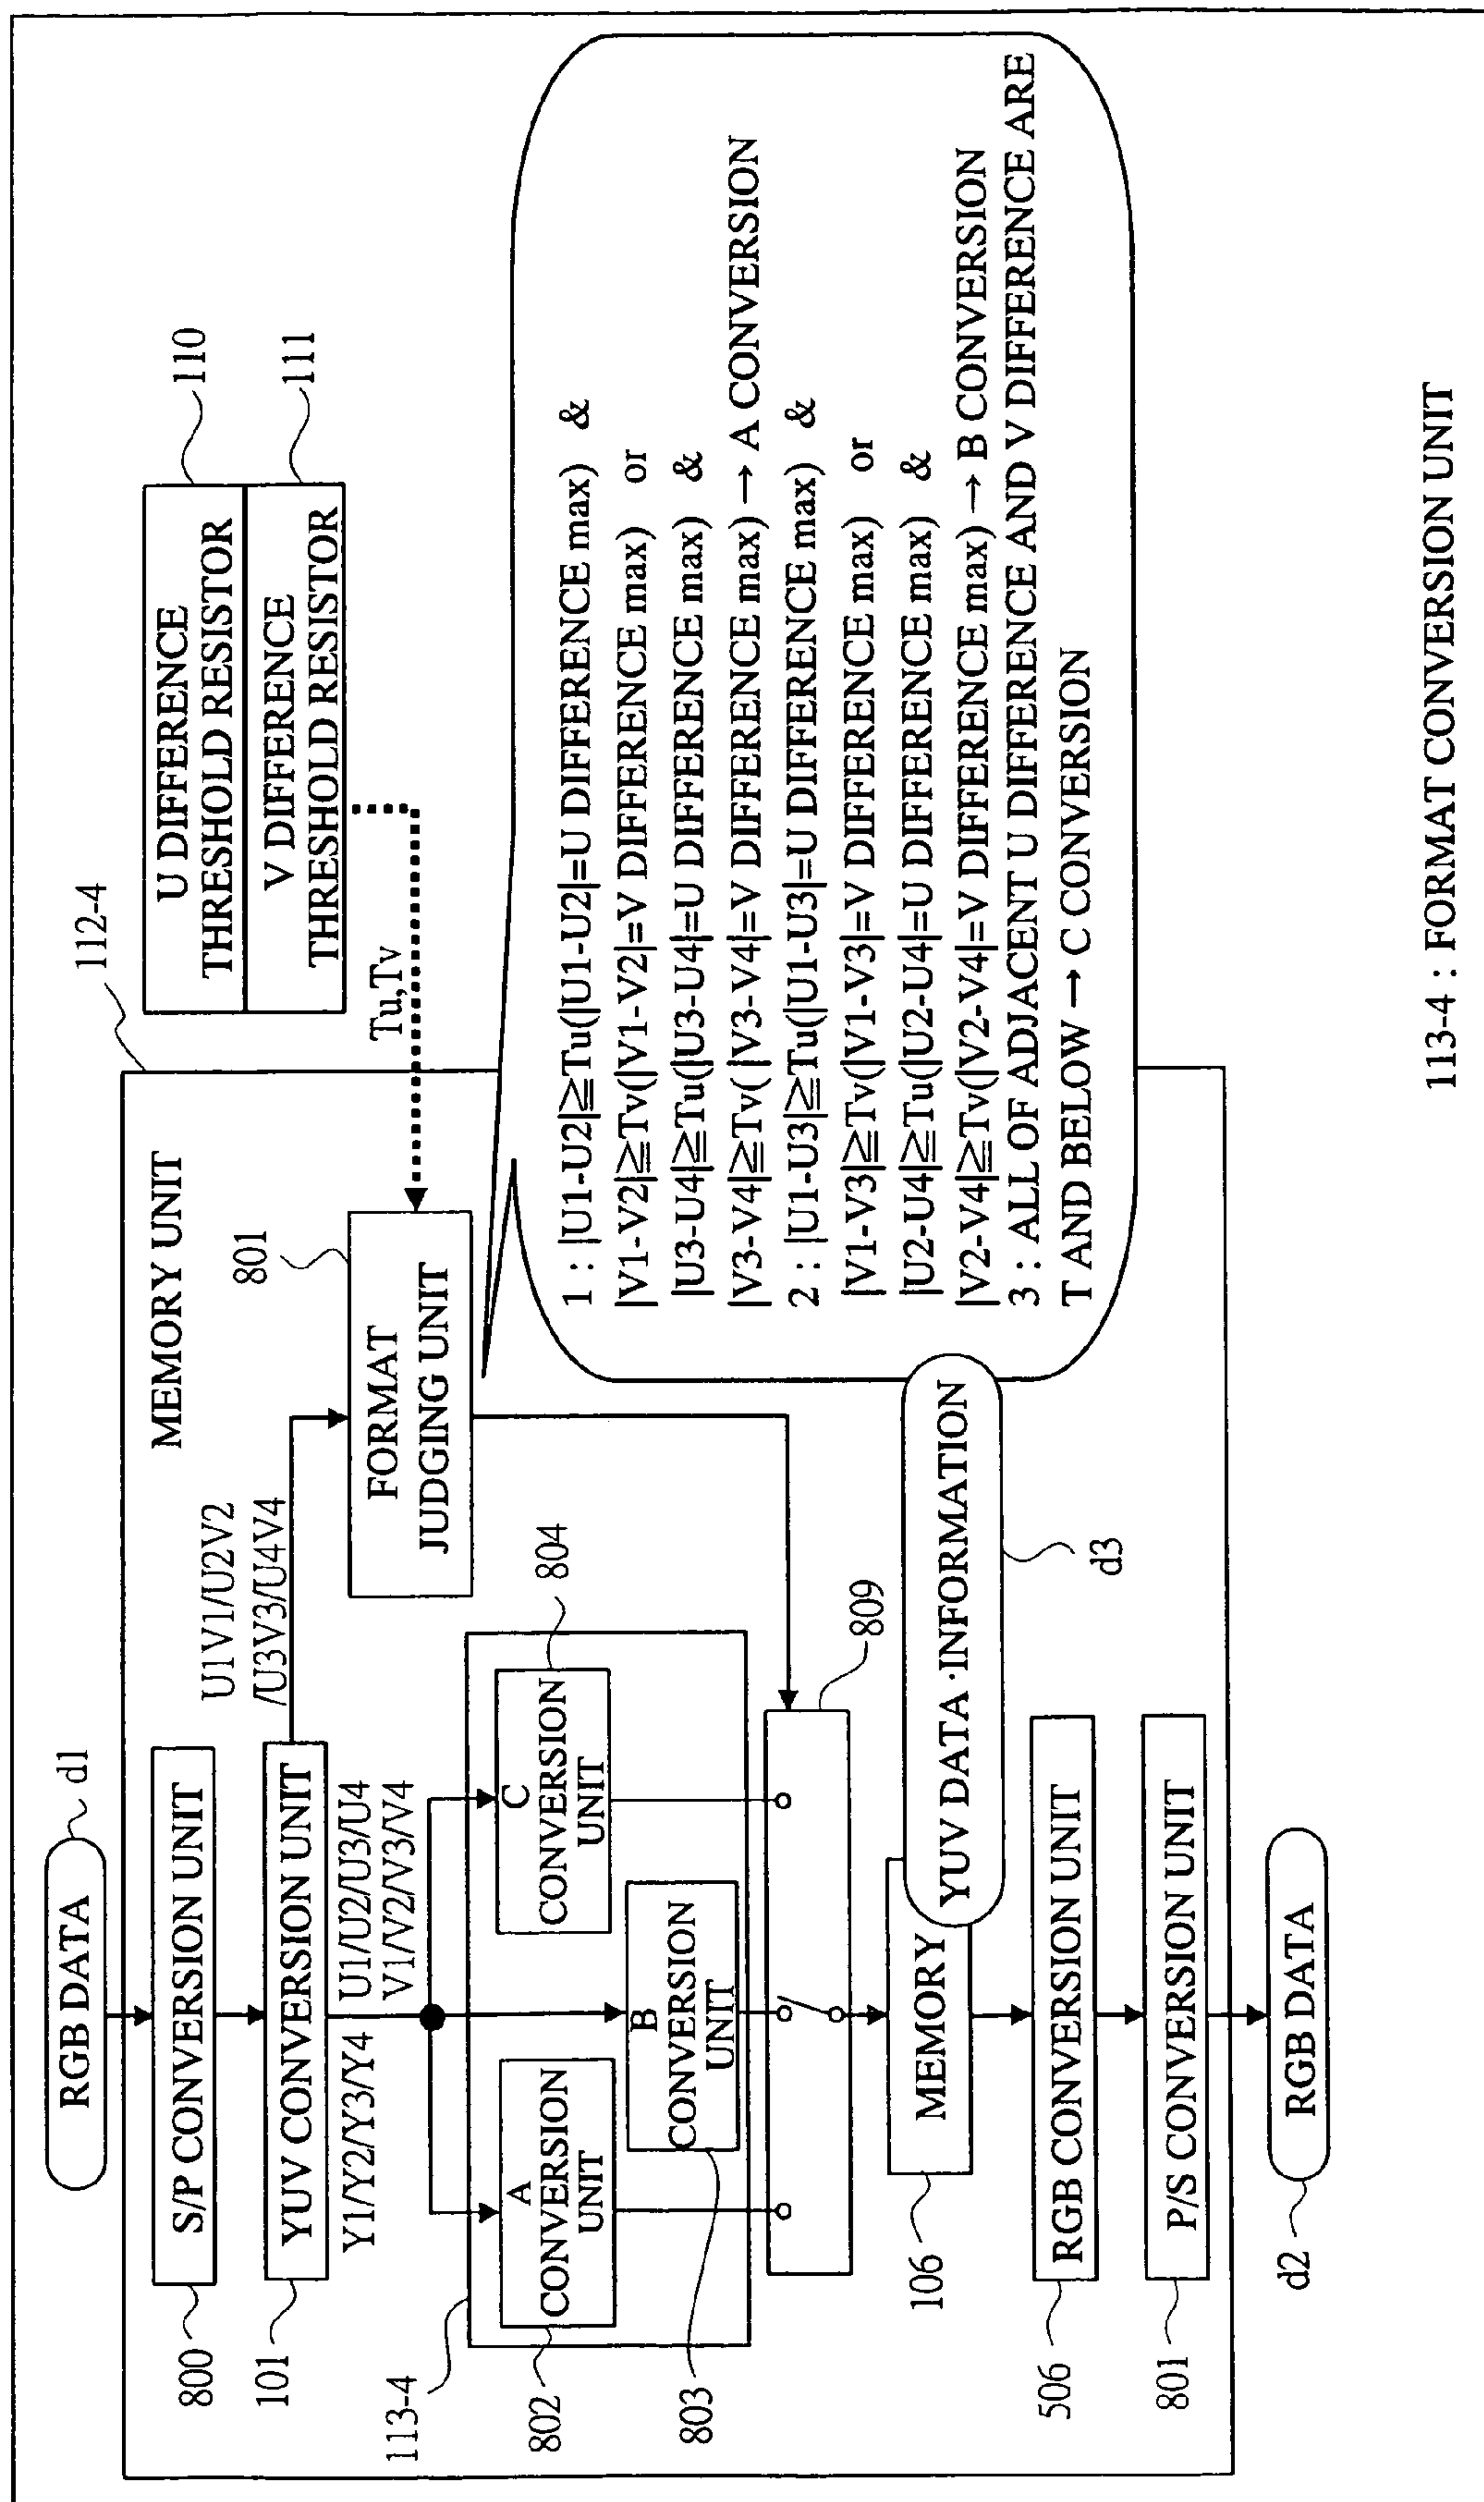 RGB DATA
d1
112-4
MEMORY UNIT
800
S/P CONVERSION UNIT
U1V1/U2V2
/U3V3/U4V4
U DIFFERENCE
THRESHOLD RESISTOR
110
V DIFFERENCE
THRESHOLD RESISTOR
111
101
YUV CONVERSION UNIT
801
FORMAT
JUDGING UNIT
Tu,Tv
Y1/Y2/Y3/Y4
U1/U2/U3/U4
V1/V2/V3/V4
113-4
802
A
CONVERSION
UNIT
803
B
CONVERSION
UNIT
804
C
CONVERSION
UNIT
809
1 : |U1-U2|≧Tu(|U1-U2|=U DIFFERENCE max) &
|V1-V2|≧Tv(|V1-V2|=V DIFFERENCE max) or
|U3-U4|≧Tu(|U3-U4|=U DIFFERENCE max) &
|V3-V4|≧Tv(|V3-V4|=V DIFFERENCE max) → A CONVERSION
2 : |U1-U3|≧Tu(|U1-U3|=U DIFFERENCE max) &
|V1-V3|≧Tv(|V1-V3|=V DIFFERENCE max) or
|U2-U4|≧Tu(|U2-U4|=U DIFFERENCE max) &
|V2-V4|≧Tv(|V2-V4|=V DIFFERENCE max) → B CONVERSION
3 : ALL OF ADJACENT U DIFFERENCE AND V DIFFERENCE ARE
T AND BELOW → C CONVERSION
106
MEMORY
YUV DATA·INFORMATION
d3
506
RGB CONVERSION UNIT
801
P/S CONVERSION UNIT
d2
RGB DATA
113-4 : FORMAT CONVERSION UNIT